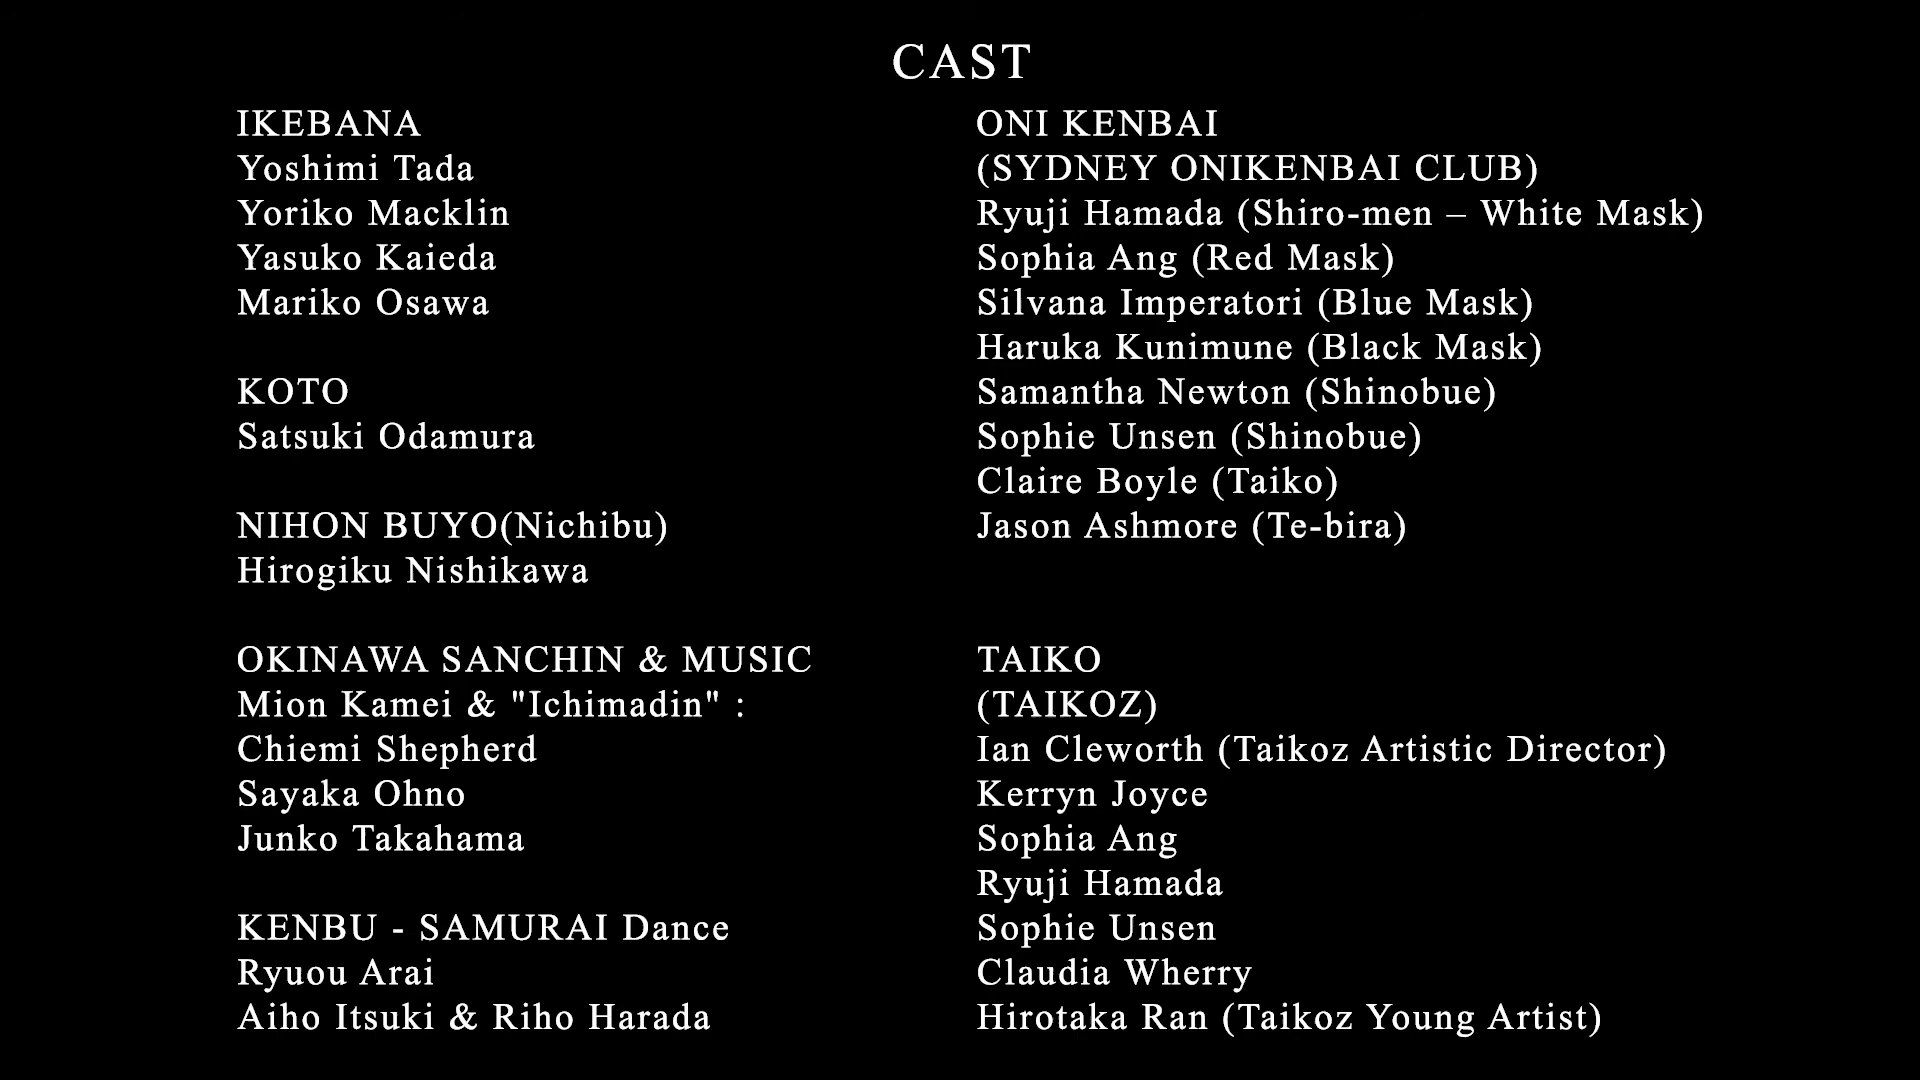 CAST
IKEBANA
Yoshimi Tada
Yoriko Macklin
Yasuko Kaieda
Mariko Osawa
KOTO
Satsuki Odamura
NIHON BUYO(Nichibu)
Hirogiku Nishikawa
OKINAWA SANCHIN & MUSIC
Mion Kamei & "Ichimadin" :
Chiemi Shepherd
Sayaka Ohno
Junko Takahama
KENBU - SAMURAI Dance
Ryuou Arai
Aiho Itsuki & Riho Harada
ONI KENBAI
(SYDNEY ONIKENBAI CLUB)
Ryuji Hamada (Shiro-men – White Mask)
Sophia Ang (Red Mask)
Silvana Imperatori (Blue Mask)
Haruka Kunimune (Black Mask)
Samantha Newton (Shinobue)
Sophie Unsen (Shinobue)
Claire Boyle (Taiko)
Jason Ashmore (Te-bira)
TAIKO
(TAIKOZ)
Ian Cleworth (Taikoz Artistic Director)
Kerryn Joyce
Sophia Ang
Ryuji Hamada
Sophie Unsen
Claudia Wherry
Hirotaka Ran (Taikoz Young Artist)